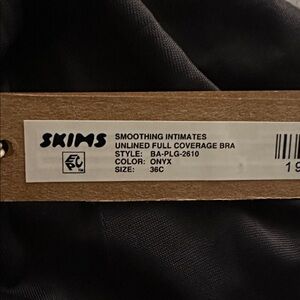 SKIMS
SMOOTHING INTIMATES
UNLINED FULL COVERAGE BRA
STYLE: BA-PLG-2610
COLOR: ONYX
SIZE: 36C
19